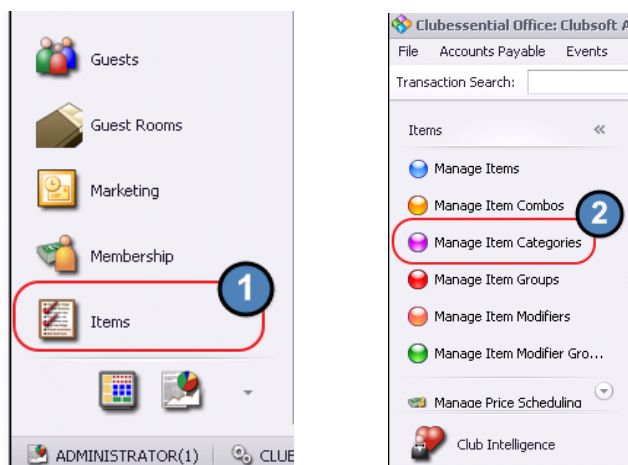 Guests
Guest Rooms
Marketing
Membership
1
Items
ADMINISTRATOR(1)
CLUE
Clubessential Office: Clubsoft A
File Accounts Payable Events
Transaction Search:
Items
Manage Items
Manage Item Combos
2
Manage Item Categories
Manage Item Groups
Manage Item Modifiers
Manage Item Modifier Gro...
Manage Price Scheduling
Club Intelligence